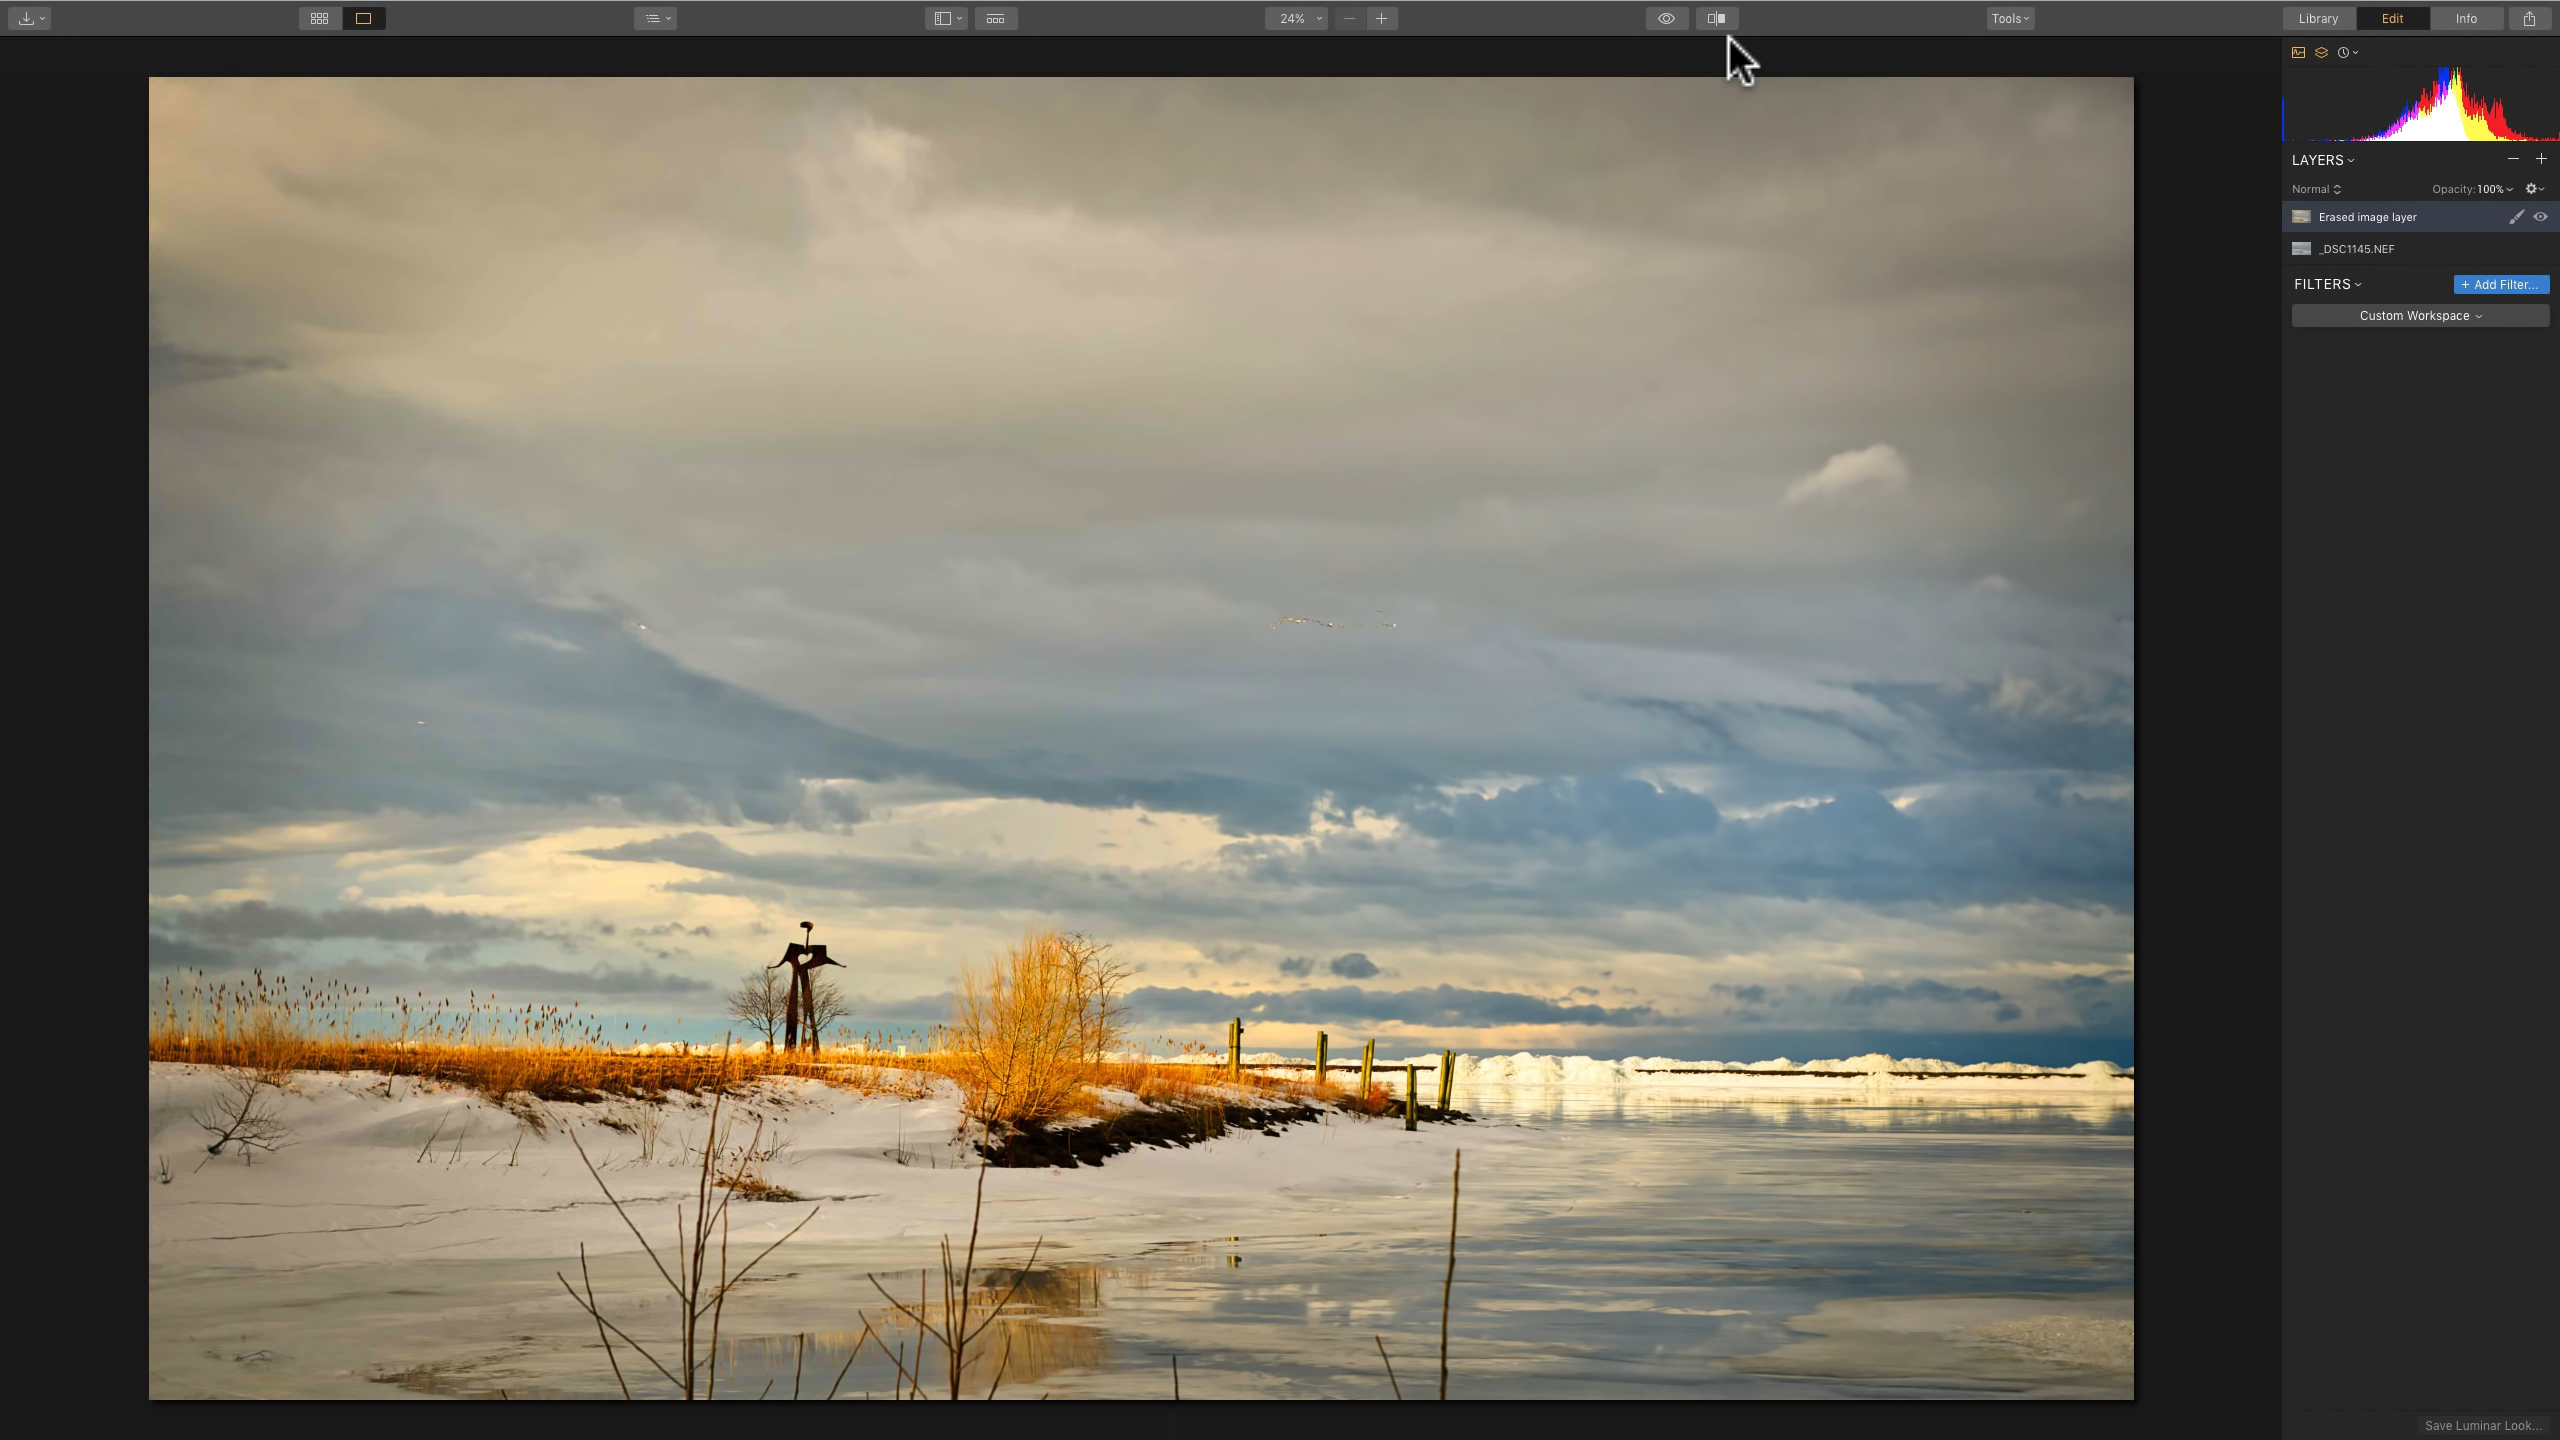 24%
Tools
Library
Edit
Info
LAYERS
Normal
Opacity: 100%
Erased image layer
_DSC1145.NEF
FILTERS
+ Add Filter...
Custom Workspace
Save Luminar Look...